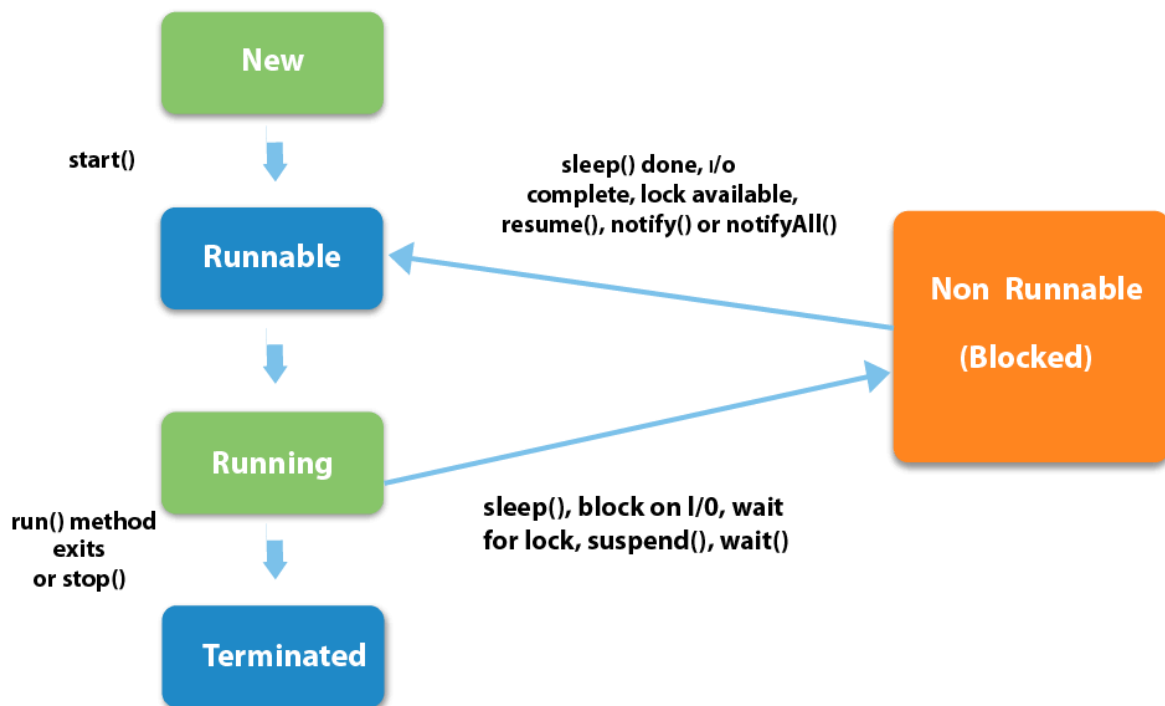 New
start()
sleep() done, I/o
complete, lock available,
resume(), notify() or notifyAll()
Runnable
Non Runnable
(Blocked)
Running
sleep(), block on I/0, wait
for lock, suspend(), wait()
run() method
exits
or stop()
Terminated